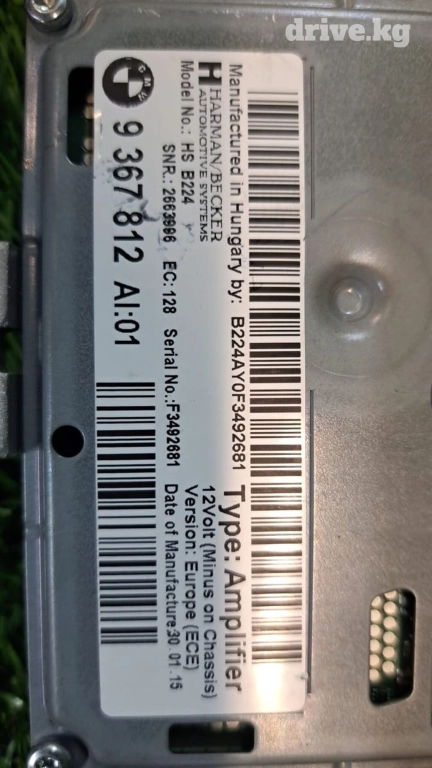 drive.kg
Manufactured in Hungary by: B224AY0F3492681 Type: Amplifier
HARMAN/BECKER
AUTOMOTIVE SYSTEMS
12Volt (Minus on Chassis)
Model No.: HS B224
Version: Europe (ECE)
SNR.: 2663996 EC: 128 Serial No.:F3492681 Date of Manufacture:30.01.15
BMW
9 367 812 AI:01